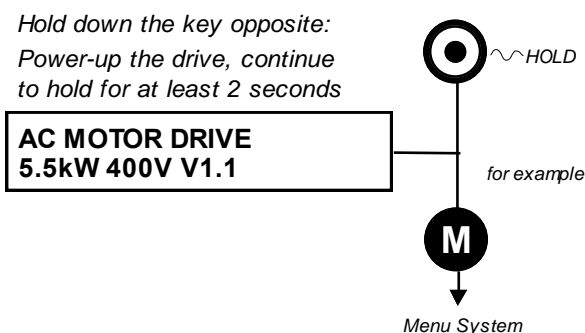 Hold down the key opposite:
Power-up the drive, continue
to hold for at least 2 seconds
HOLD
AC MOTOR DRIVE
5.5kW 400V V1.1
for example
M
Menu System